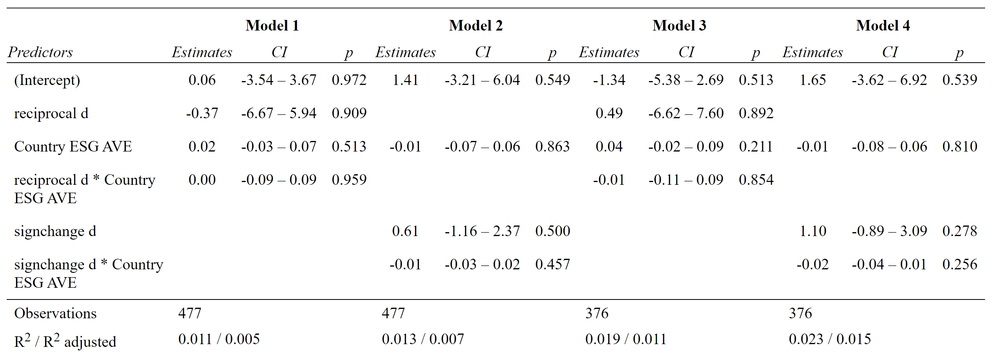 Model 1 Model 2 Model 3 Model 4
Predictors Estimates CI p Estimates CI p Estimates CI p Estimates CI p
(Intercept) 0.06 -3.54 – 3.67 0.972 1.41 -3.21 – 6.04 0.549 -1.34 -5.38 – 2.69 0.513 1.65 -3.62 – 6.92 0.539
reciprocal d -0.37 -6.67 – 5.94 0.909 0.49 -6.62 – 7.60 0.892
Country ESG AVE 0.02 -0.03 – 0.07 0.513 -0.01 -0.07 – 0.06 0.863 0.04 -0.02 – 0.09 0.211 -0.01 -0.08 – 0.06 0.810
reciprocal d * Country 0.00 -0.09 – 0.09 0.959 -0.01 -0.11 – 0.09 0.854
ESG AVE
signchange d 0.61 -1.16 – 2.37 0.500 1.10 -0.89 – 3.09 0.278
signchange d * Country -0.01 -0.03 – 0.02 0.457 -0.02 -0.04 – 0.01 0.256
ESG AVE
Observations 477 477 376 376
R2 / R2 adjusted 0.011 / 0.005 0.013 / 0.007 0.019 / 0.011 0.023 / 0.015